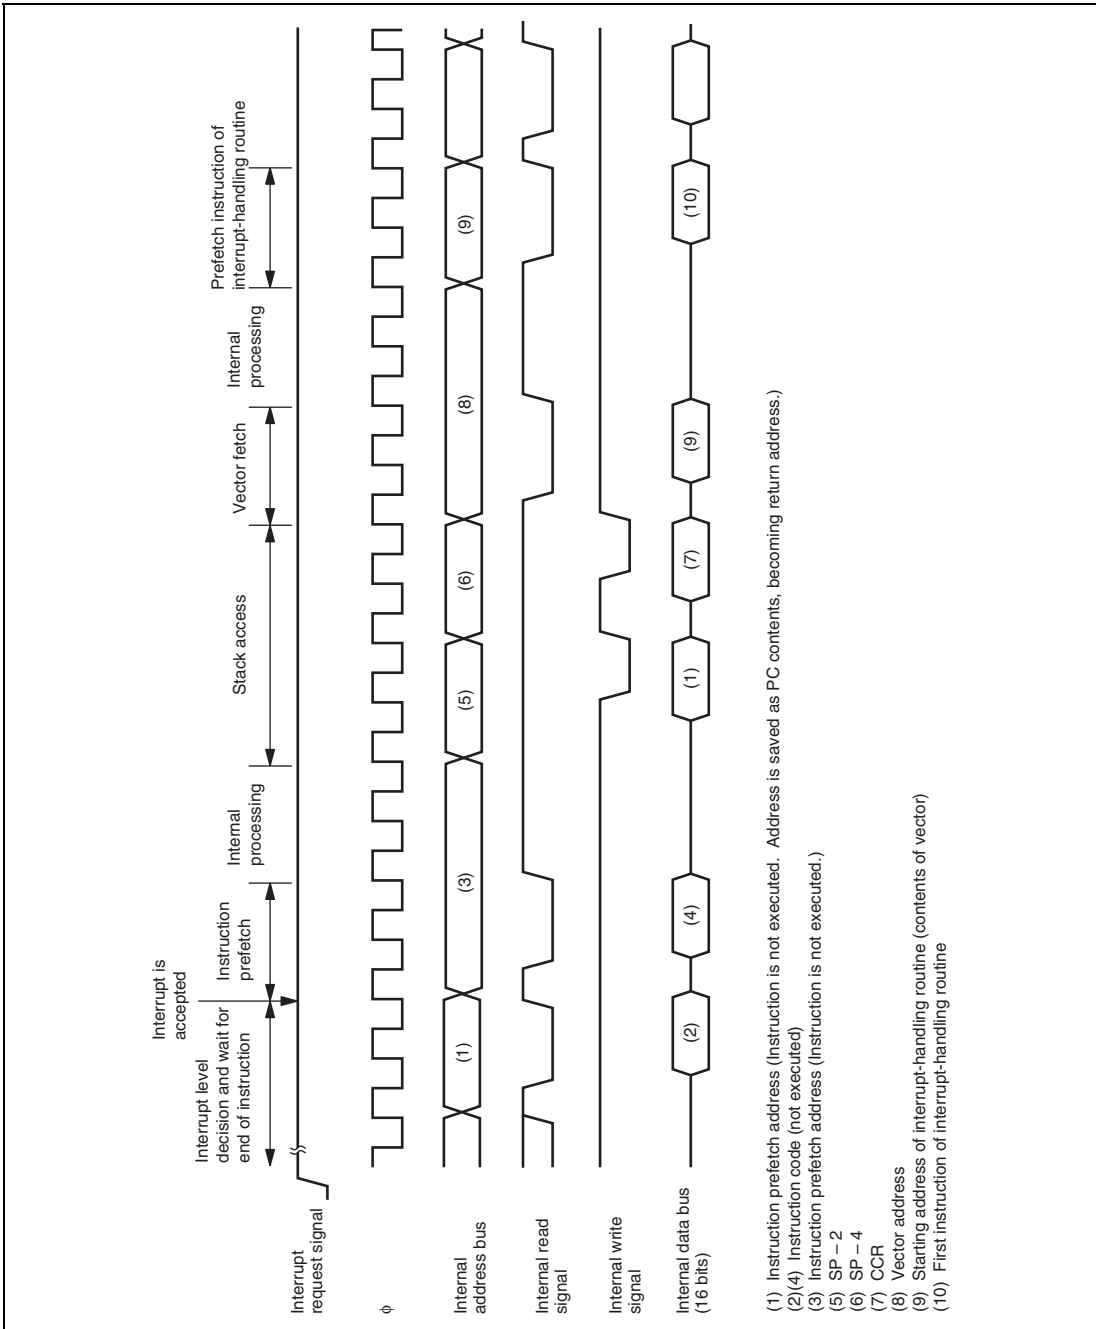 Interrupt is
accepted
Interrupt level
decision and wait for
end of instruction
Instruction
prefetch
Internal
processing
Stack access
Vector fetch
Internal
processing
Prefetch instruction of
interrupt-handling routine
Interrupt
request signal
φ
Internal
address bus
(1)
(3)
(5)
(6)
(8)
(9)
Internal read
signal
Internal write
signal
Internal data bus
(16 bits)
(2)
(4)
(1)
(7)
(9)
(10)
(1) Instruction prefetch address (Instruction is not executed. Address is saved as PC contents, becoming return address.)
(2)(4) Instruction code (not executed)
(3) Instruction prefetch address (Instruction is not executed.)
(5) SP – 2
(6) SP – 4
(7) CCR
(8) Vector address
(9) Starting address of interrupt-handling routine (contents of vector)
(10) First instruction of interrupt-handling routine